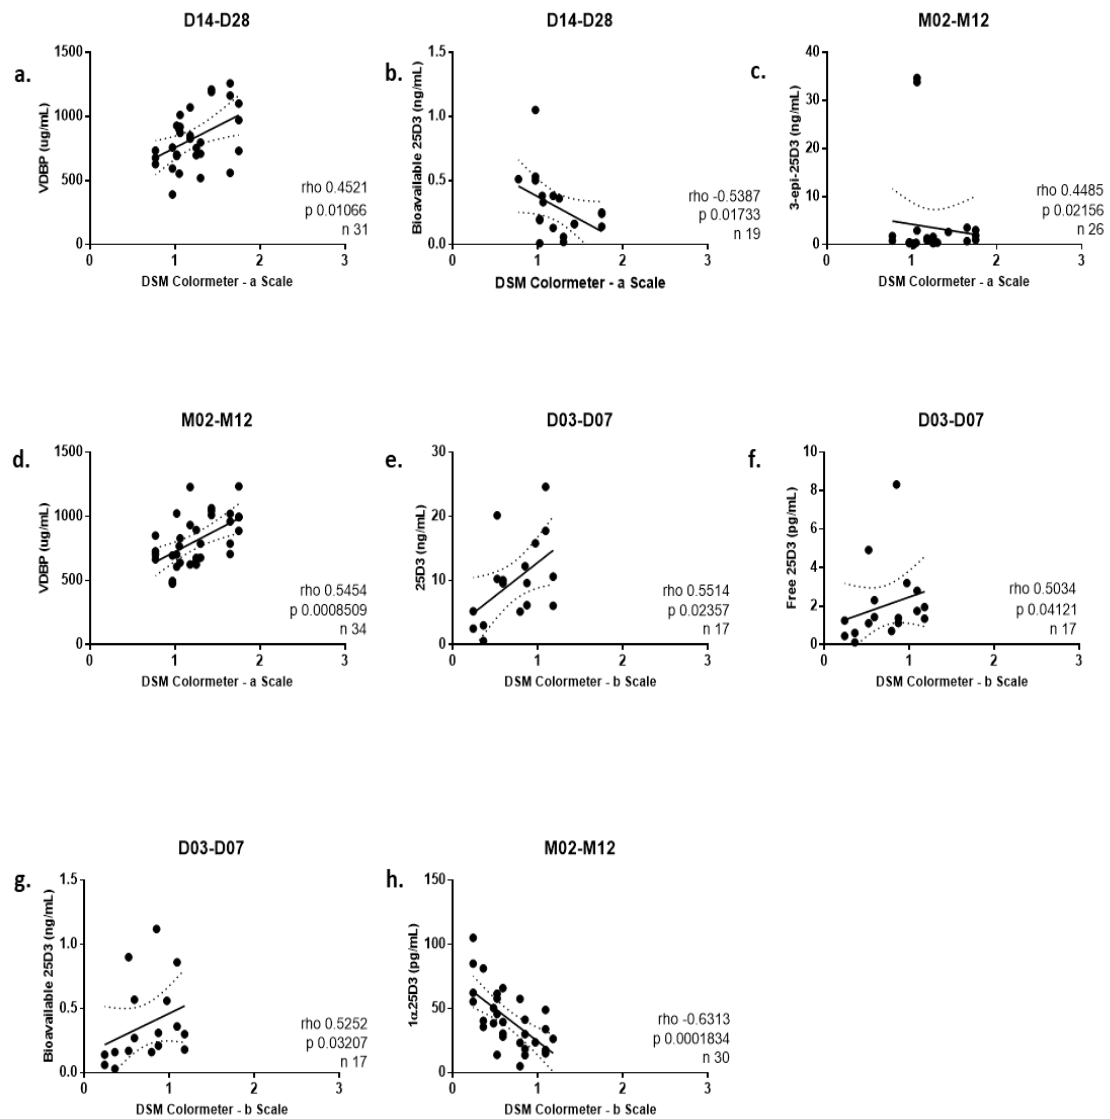 D14-D28
a.
VDBP (ug/mL)
1500
1000
500
0
0 1 2 3
rho 0.4521
p 0.01066
n 31
DSM Colormeter - a Scale
D14-D28
b.
Bioavailable 25D3 (ng/mL)
1.5
1.0
0.5
0.0
0 1 2 3
rho -0.5387
p 0.01733
n 19
DSM Colormeter - a Scale
M02-M12
c.
3-epi-25D3 (ng/mL)
40
30
20
10
0
0 1 2 3
rho 0.4485
p 0.02156
n 26
DSM Colormeter - a Scale
M02-M12
d.
VDBP (ug/mL)
1500
1000
500
0
0 1 2 3
rho 0.5454
p 0.0008509
n 34
DSM Colormeter - a Scale
D03-D07
e.
25D3 (ng/mL)
30
20
10
0
0 1 2 3
rho 0.5514
p 0.02357
n 17
DSM Colormeter - b Scale
D03-D07
f.
Free 25D3 (pg/mL)
10
8
6
4
2
0
0 1 2 3
rho 0.5034
p 0.04121
n 17
DSM Colormeter - b Scale
D03-D07
g.
Bioavailable 25D3 (ng/mL)
1.5
1.0
0.5
0.0
0 1 2 3
rho 0.5252
p 0.03207
n 17
DSM Colormeter - b Scale
M02-M12
h.
1α25D3 (pg/mL)
150
100
50
0
0 1 2 3
rho -0.6313
p 0.0001834
n 30
DSM Colormeter - b Scale